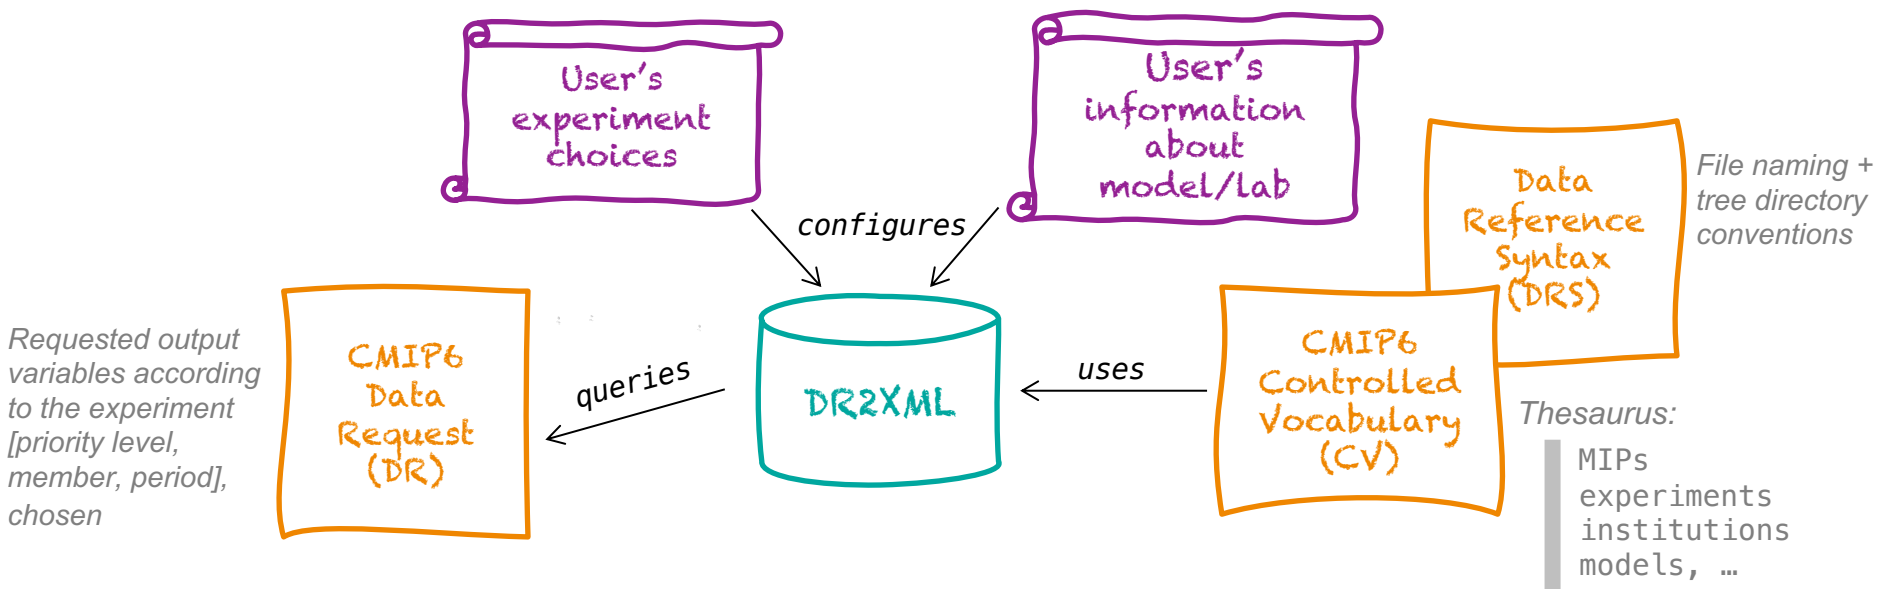 User's
experiment
choices
User's
information
about
model/lab
configures
Data
Reference
Syntax
(DRS)
File naming +
tree directory
conventions
Requested output
variables according
to the experiment
[priority level,
member, period],
chosen
CMIP6
Data
Request
(DR)
queries
DR2XML
uses
CMIP6
Controlled
Vocabulary
(CV)
Thesaurus:
MIPs
experiments
institutions
models, …